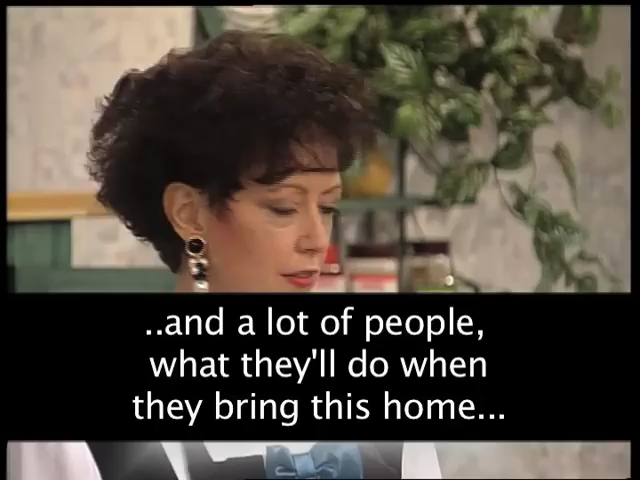 ..and a lot of people,
what they'll do when
they bring this home...